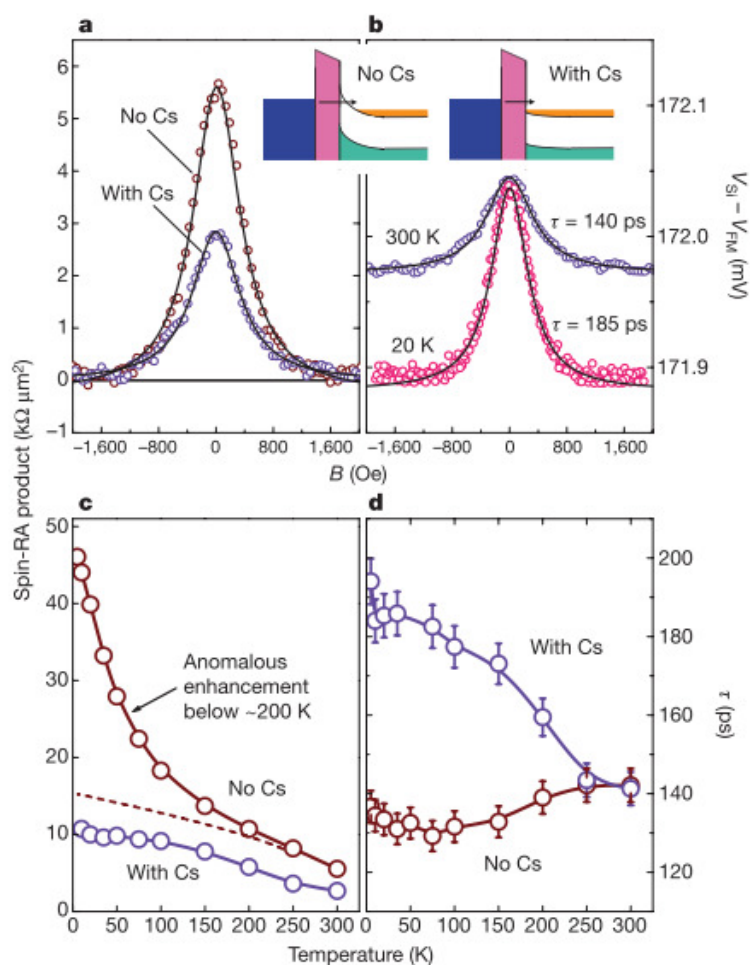 a
b
6
5
4
3
2
1
0
–1
No Cs
With Cs
No Cs
With Cs
300 K
τ = 140 ps
20 K
τ = 185 ps
172.1
172.0
171.9
V_Si – V_FM (mV)
–1,600
–800
0
800
1,600
–1,600
–800
0
800
1,600
B (Oe)
Spin-RA product (kΩ μm²)
c
d
50
40
30
20
10
0
Anomalous
enhancement
below ~200 K
No Cs
With Cs
With Cs
No Cs
200
180
160
140
120
τ (ps)
0
50
100
150
200
250
300
0
50
100
150
200
250
300
Temperature (K)